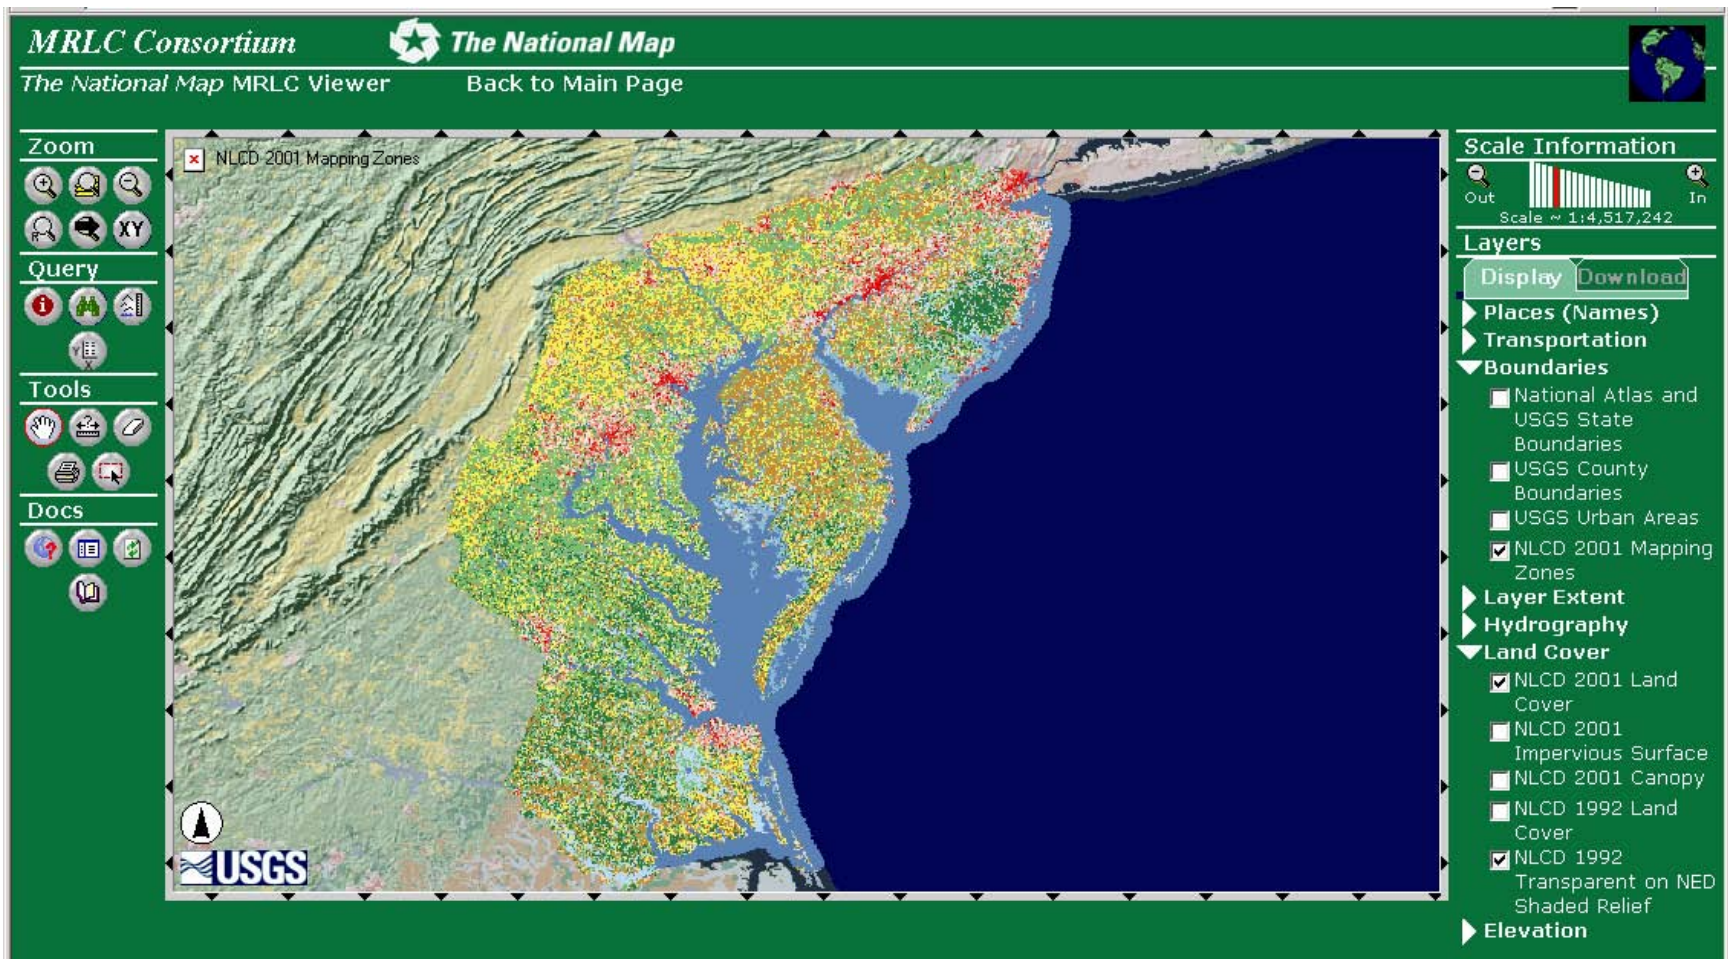 MRLC Consortium
The National Map
The National Map MRLC Viewer
Back to Main Page
Zoom
XY
Query
Tools
Docs
NLCD 2001 Mapping Zones
USGS
Scale Information
Out
In
Scale ~ 1:4,517,242
Layers
Display
Download
Places (Names)
Transportation
Boundaries
National Atlas and
USGS State
Boundaries
USGS County
Boundaries
USGS Urban Areas
NLCD 2001 Mapping
Zones
Layer Extent
Hydrography
Land Cover
NLCD 2001 Land
Cover
NLCD 2001
Impervious Surface
NLCD 2001 Canopy
NLCD 1992 Land
Cover
NLCD 1992
Transparent on NED
Shaded Relief
Elevation